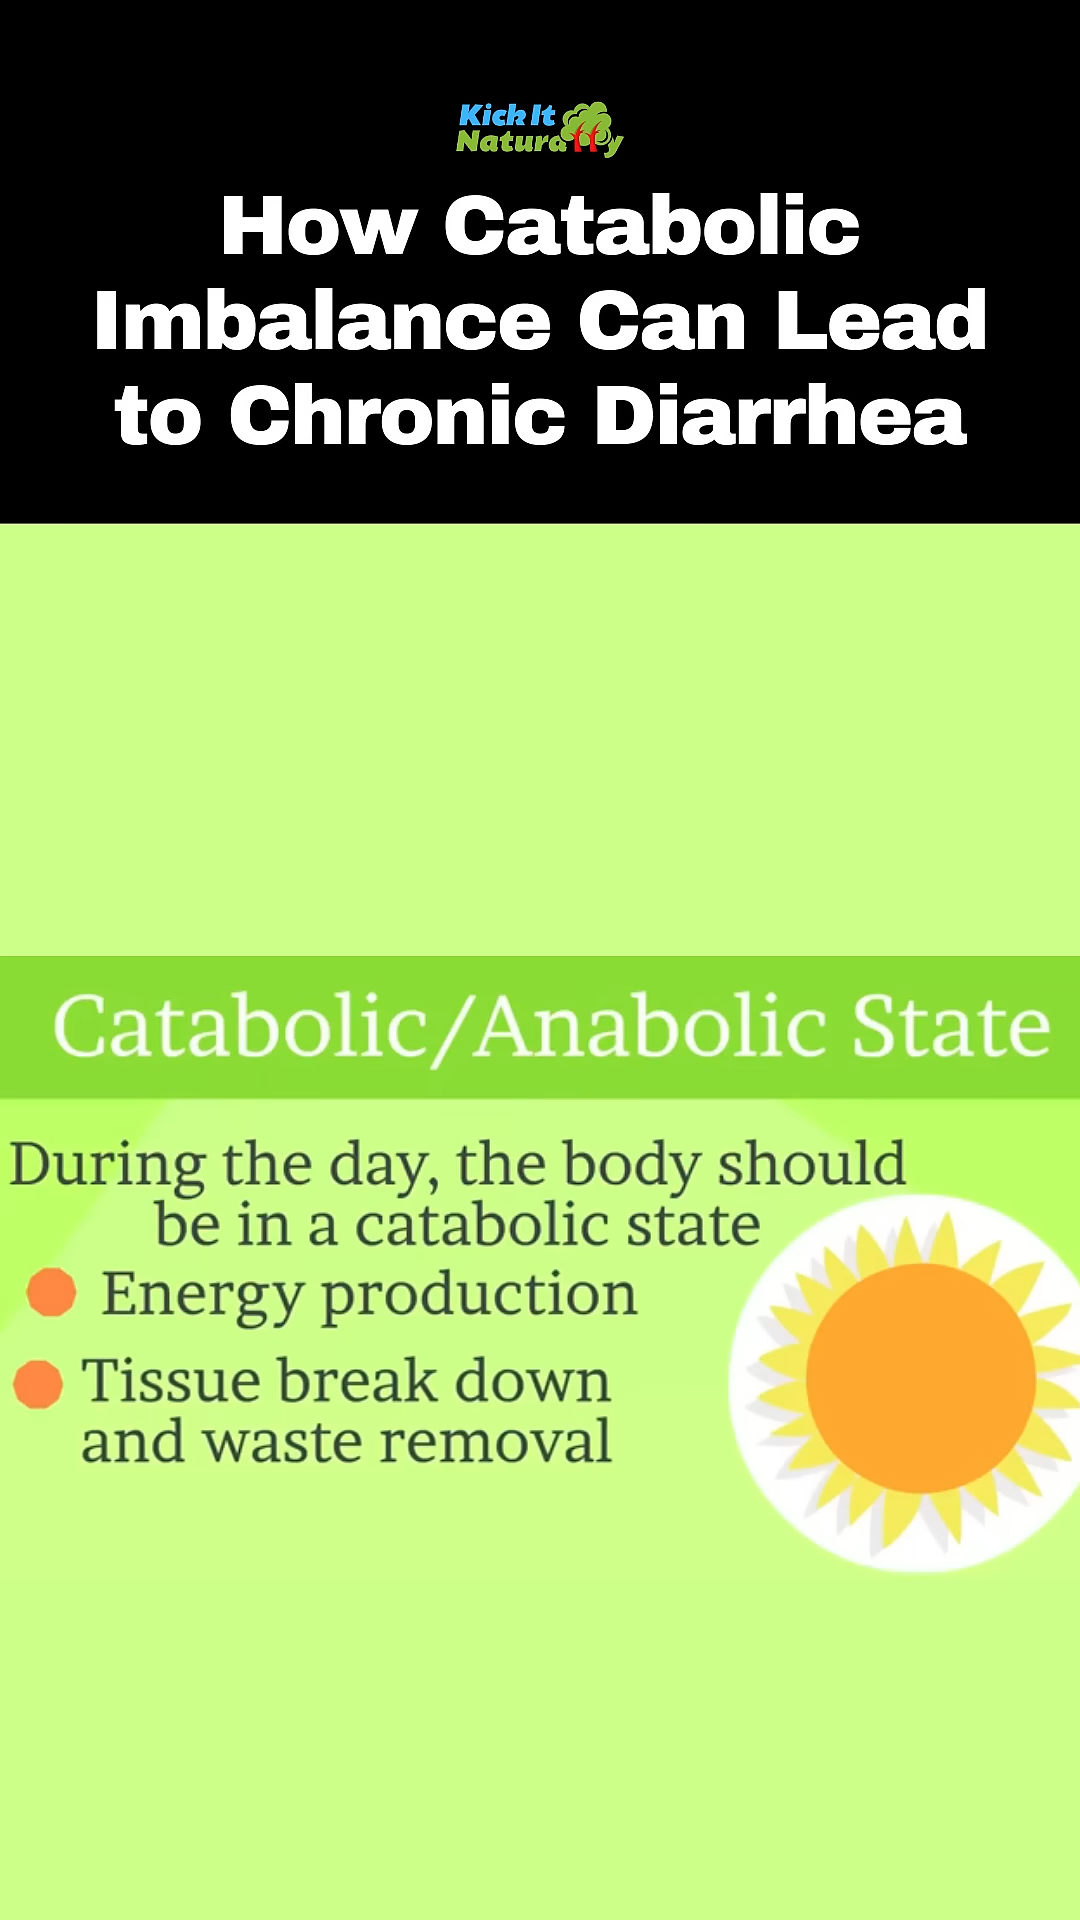 Kick It
Naturally
How Catabolic
Imbalance Can Lead
to Chronic Diarrhea
Catabolic/Anabolic State
During the day, the body should
be in a catabolic state
Energy production
Tissue break down
and waste removal